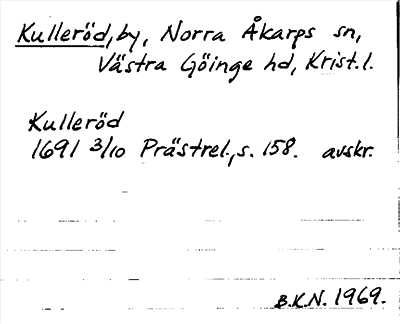 Kulleröd, by, Norra Åkarps sn,
Västra Göinge hd, Krist.l.
Kulleröd
1691 3/10 Prästrel., s. 158. avskr.
B.K.N. 1969.